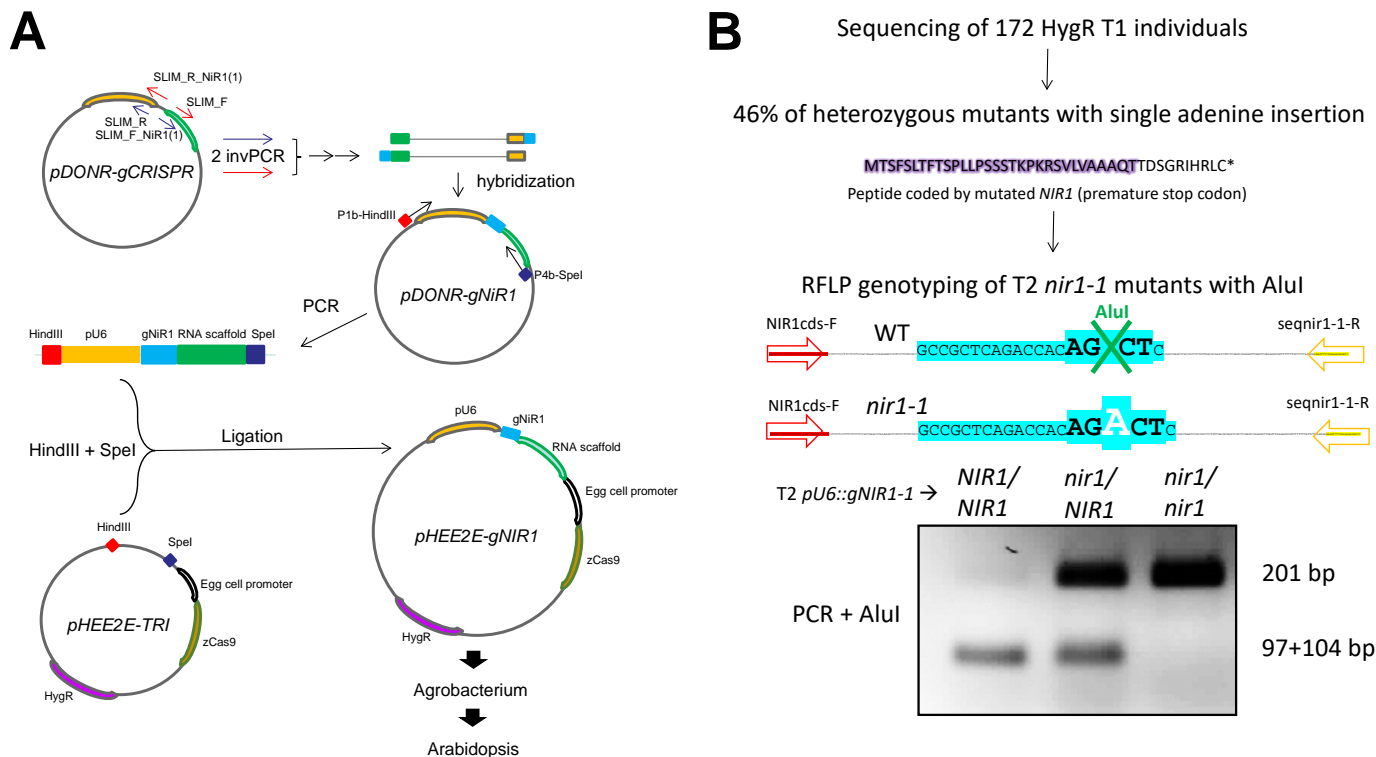 A
SLIM_R_NiR1(1)
SLIM_F
SLIM_R
SLIM_F_NiR1(1)
pDONR-gCRISPR
2 invPCR
hybridization
P1b-HindIII
P4b-SpeI
pDONR-gNiR1
PCR
HindIII pU6 gNiR1 RNA scaffold SpeI
HindIII + SpeI
Ligation
pU6
gNiR1
RNA scaffold
Egg cell promoter
zCas9
pHEE2E-gNIR1
HygR
HindIII
SpeI
Egg cell promoter
pHEE2E-TRI
zCas9
HygR
Agrobacterium
Arabidopsis
B
Sequencing of 172 HygR T1 individuals
46% of heterozygous mutants with single adenine insertion
MTSFSLTFTSPLLPSSSTKPKRSVLVAAAQTTDSGRIHRLC*
Peptide coded by mutated NIR1 (premature stop codon)
RFLP genotyping of T2 nir1-1 mutants with AluI
AluI
NIR1cds-F WT seqnir1-1-R
GCCGCTCAGACCACAGCTC
NIR1cds-F nir1-1 seqnir1-1-R
GCCGCTCAGACCACAGACTC
T2 pU6::gNIR1-1 →
NIR1/ nir1/ nir1/
NIR1 NIR1 nir1
PCR + AluI
201 bp
97+104 bp